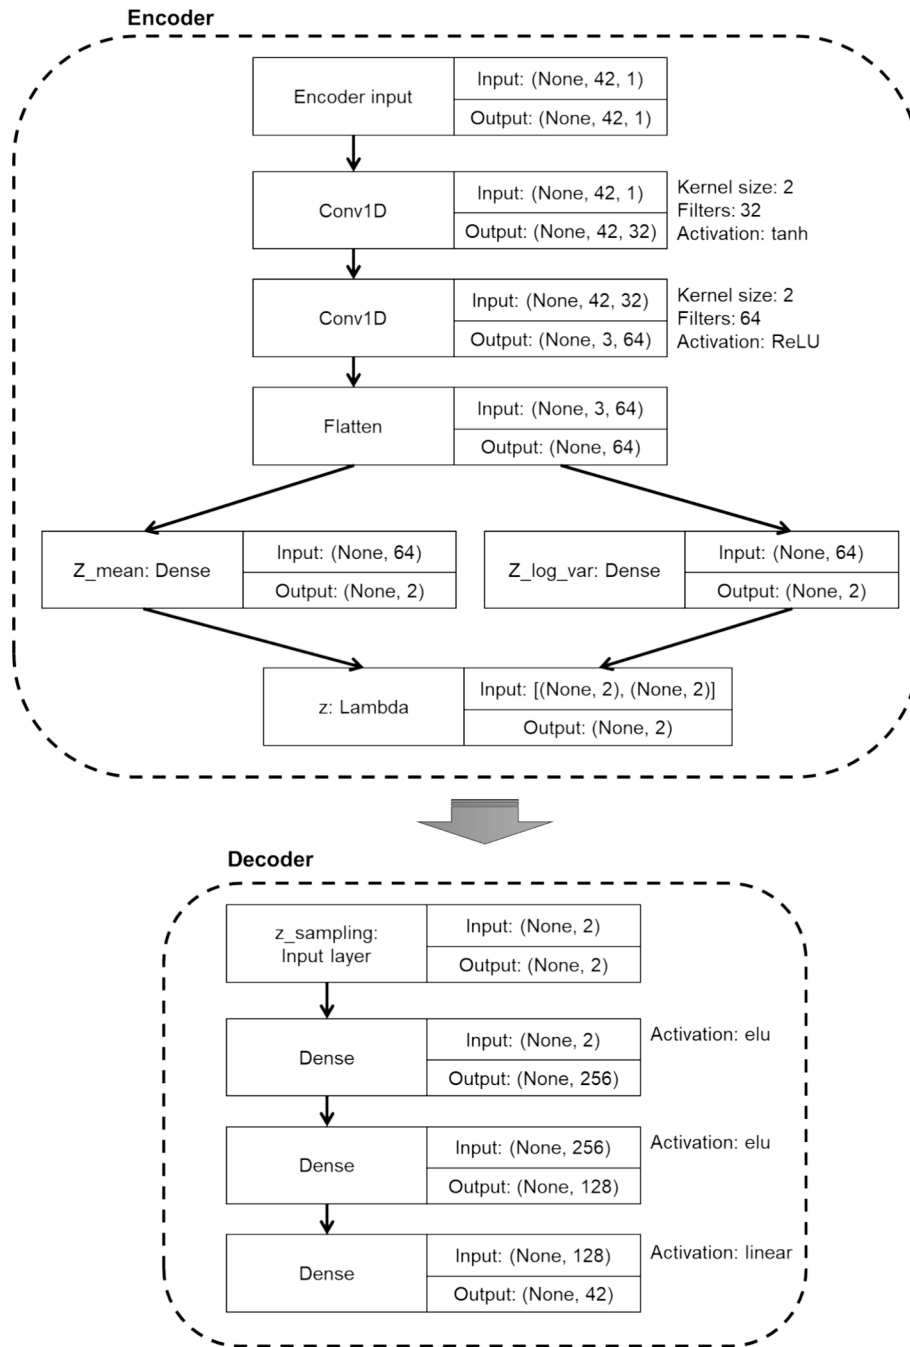 Encoder
Encoder input
Input: (None, 42, 1)
Output: (None, 42, 1)
Conv1D
Input: (None, 42, 1)
Output: (None, 42, 32)
Kernel size: 2
Filters: 32
Activation: tanh
Conv1D
Input: (None, 42, 32)
Output: (None, 3, 64)
Kernel size: 2
Filters: 64
Activation: ReLU
Flatten
Input: (None, 3, 64)
Output: (None, 64)
Z_mean: Dense
Input: (None, 64)
Output: (None, 2)
Z_log_var: Dense
Input: (None, 64)
Output: (None, 2)
z: Lambda
Input: [(None, 2), (None, 2)]
Output: (None, 2)
Decoder
z_sampling:
Input layer
Input: (None, 2)
Output: (None, 2)
Dense
Input: (None, 2)
Output: (None, 256)
Activation: elu
Dense
Input: (None, 256)
Output: (None, 128)
Activation: elu
Dense
Input: (None, 128)
Output: (None, 42)
Activation: linear